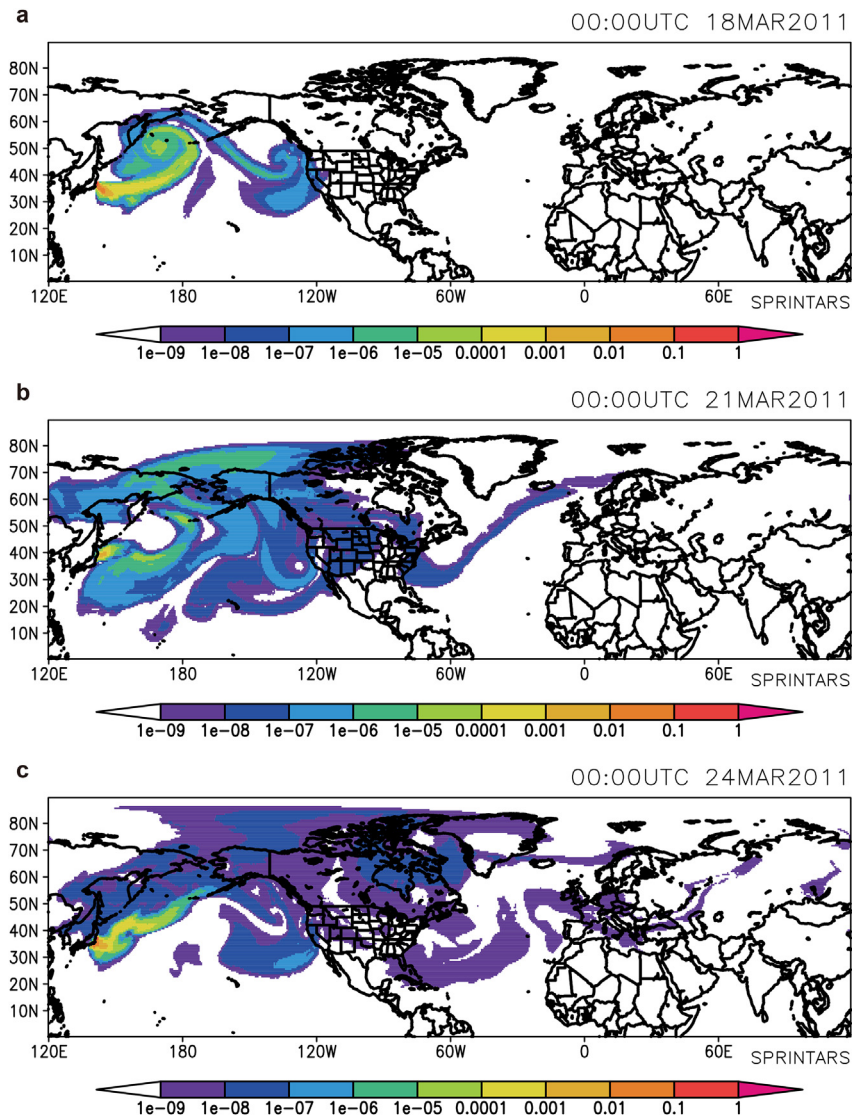 a
00:00UTC 18MAR2011
80N
70N
60N
50N
40N
30N
20N
10N
120E 180 120W 60W 0 60E
SPRINTARS
1e-09 1e-08 1e-07 1e-06 1e-05 0.0001 0.001 0.01 0.1 1
b
00:00UTC 21MAR2011
80N
70N
60N
50N
40N
30N
20N
10N
120E 180 120W 60W 0 60E
SPRINTARS
1e-09 1e-08 1e-07 1e-06 1e-05 0.0001 0.001 0.01 0.1 1
c
00:00UTC 24MAR2011
80N
70N
60N
50N
40N
30N
20N
10N
120E 180 120W 60W 0 60E
SPRINTARS
1e-09 1e-08 1e-07 1e-06 1e-05 0.0001 0.001 0.01 0.1 1